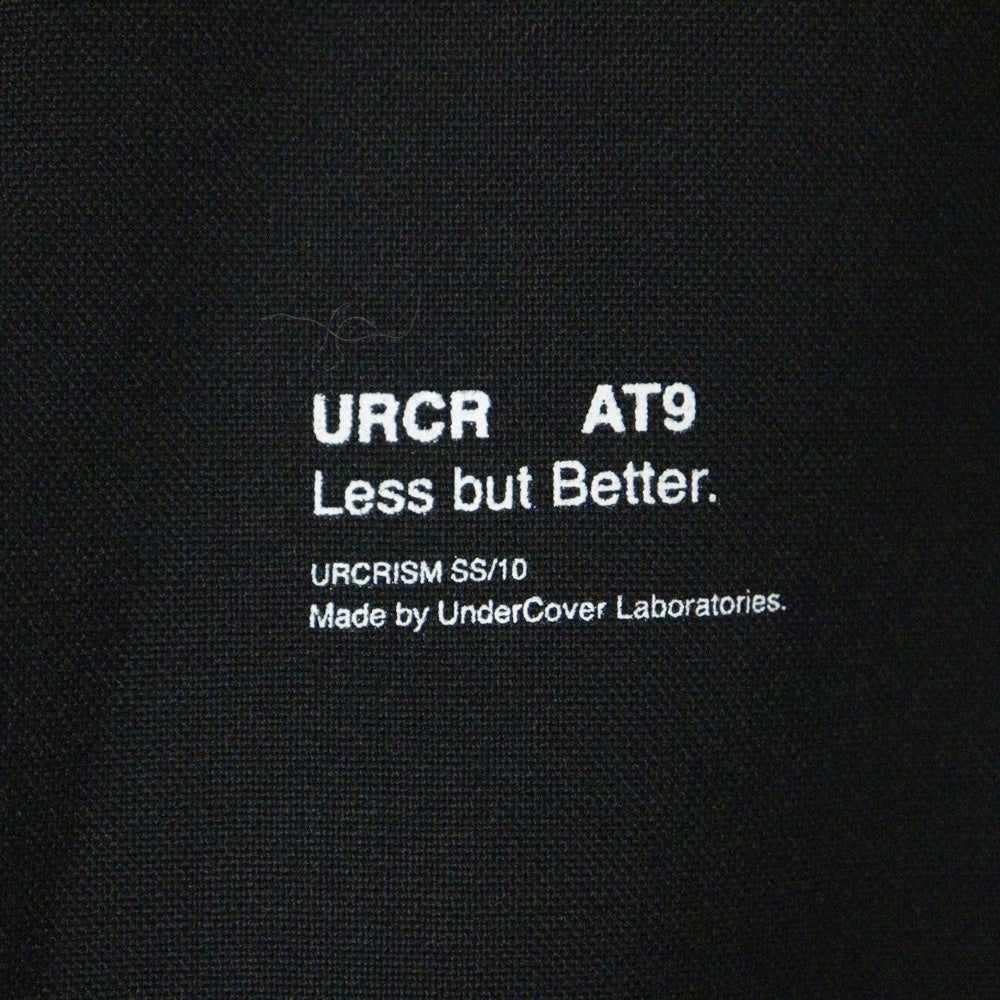 URCR AT9
Less but Better.
URCRISM SS/10
Made by UnderCover Laboratories.